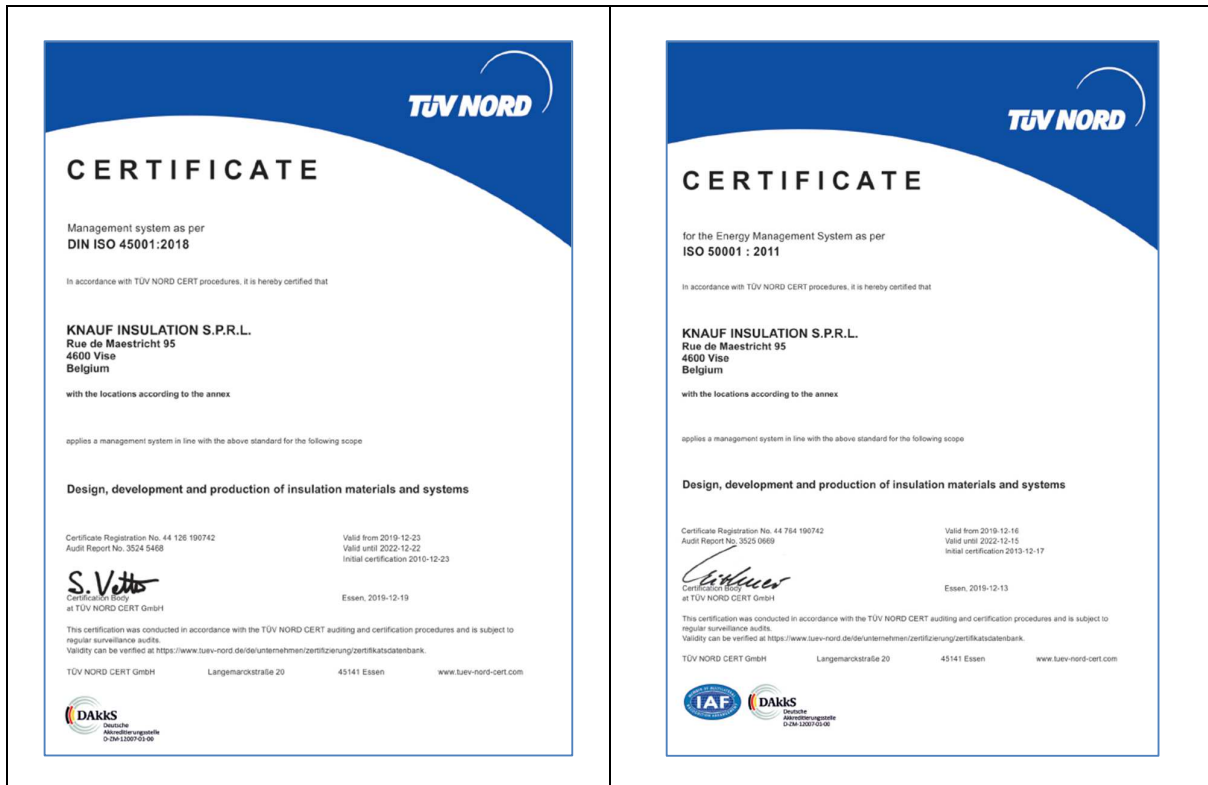 TÜV NORD
CERTIFICATE
Management system as per
DIN ISO 45001:2018
In accordance with TÜV NORD CERT procedures, it is hereby certified that
KNAUF INSULATION S.P.R.L.
Rue de Maestricht 95
4600 Vise
Belgium
with the locations according to the annex
applies a management system in line with the above standard for the following scope
Design, development and production of insulation materials and systems
Certificate Registration No. 44 126 190742
Audit Report No. 3524 5468
Valid from 2019-12-23
Valid until 2022-12-22
Initial certification 2010-12-23
S. Vetto
Certification Body
at TÜV NORD CERT GmbH
Essen, 2019-12-19
This certification was conducted in accordance with the TÜV NORD CERT auditing and certification procedures and is subject to
regular surveillance audits.
Validity can be verified at https://www.tuev-nord.de/de/unternehmen/zertifizierung/zertifikatsdatenbank.
TÜV NORD CERT GmbH Langemarckstraße 20 45141 Essen www.tuev-nord-cert.com
DAkkS
Deutsche
Akkreditierungsstelle
D-ZM-12007-01-00
TÜV NORD
CERTIFICATE
for the Energy Management System as per
ISO 50001 : 2011
In accordance with TÜV NORD CERT procedures, it is hereby certified that
KNAUF INSULATION S.P.R.L.
Rue de Maestricht 95
4600 Vise
Belgium
with the locations according to the annex
applies a management system in line with the above standard for the following scope
Design, development and production of insulation materials and systems
Certificate Registration No. 44 764 190742
Audit Report No. 3525 0669
Valid from 2019-12-16
Valid until 2022-12-15
Initial certification 2013-12-17
Certification Body
at TÜV NORD CERT GmbH
Essen, 2019-12-13
This certification was conducted in accordance with the TÜV NORD CERT auditing and certification procedures and is subject to
regular surveillance audits.
Validity can be verified at https://www.tuev-nord.de/de/unternehmen/zertifizierung/zertifikatsdatenbank.
TÜV NORD CERT GmbH Langemarckstraße 20 45141 Essen www.tuev-nord-cert.com
IAF
DAkkS
Deutsche
Akkreditierungsstelle
D-ZM-12007-01-00